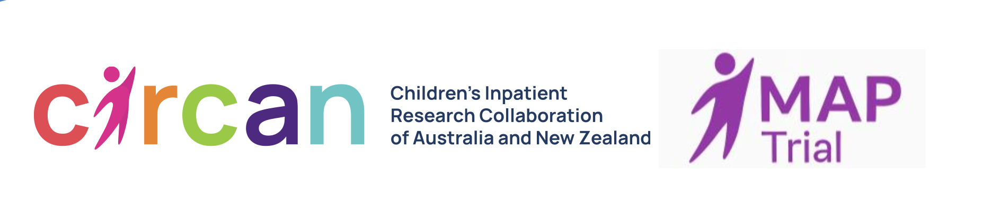 circan
Children's Inpatient
Research Collaboration
of Australia and New Zealand
MAP
Trial